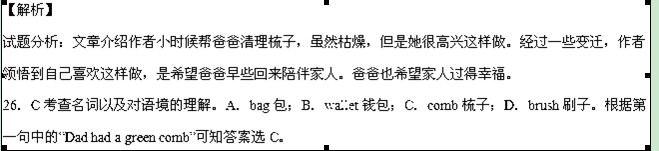 【解析】
试题分析：文章介绍作者小时候帮爸爸清理梳子，虽然枯燥，但是她很高兴这样做。经过一些变迁，作者
领悟到自己喜欢这样做，是希望爸爸早些回来陪伴家人。爸爸也希望家人过得幸福。
26．C 考查名词以及对语境的理解。A．bag 包；B．wallet 钱包；C．comb 梳子；D．brush 刷子。根据第
一句中的“Dad had a green comb”可知答案选 C。